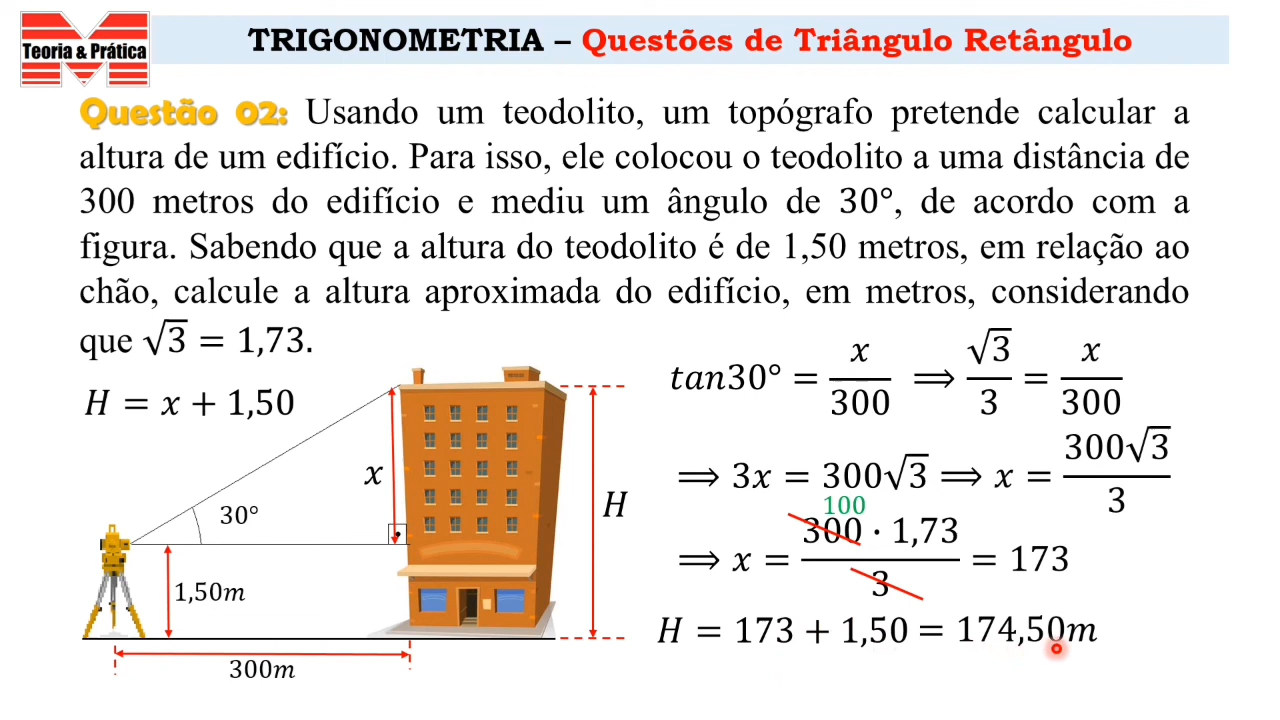 Teoria & Prática
TRIGONOMETRIA – Questões de Triângulo Retângulo
Questão 02: Usando um teodolito, um topógrafo pretende calcular a
altura de um edifício. Para isso, ele colocou o teodolito a uma distância de
300 metros do edifício e mediu um ângulo de 30°, de acordo com a
figura. Sabendo que a altura do teodolito é de 1,50 metros, em relação ao
chão, calcule a altura aproximada do edifício, em metros, considerando
que √3 = 1,73.
H = x + 1,50
x
30°
H
1,50m
300m
tan30° = x/300 ⟹ √3/3 = x/300
⟹ 3x = 300√3 ⟹ x = 300√3/3
100
⟹ x = 300 · 1,73/3 = 173
H = 173 + 1,50 = 174,50m